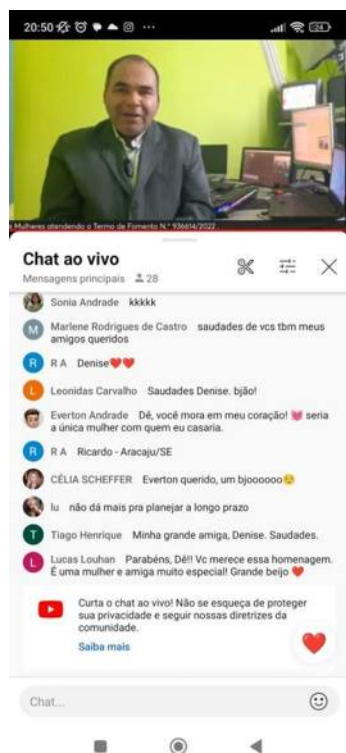 20:50
24
Mulheres atendendo o Termo de Fomento N.º 936614/2022
Chat ao vivo
Mensagens principais 28
Sonia Andrade kkkkk
M Marlene Rodrigues de Castro saudades de vcs tbm meus
amigos queridos
R R A Denise❤️❤️
L Leonidas Carvalho Saudades Denise. bjão!
Everton Andrade Dê, você mora em meu coração! 💓 seria
a única mulher com quem eu casaria.
R R A Ricardo - Aracaju/SE
CÉLIA SCHEFFER Everton querido, um bjoooooo😌
lu não dá mais pra planejar a longo prazo
T Tiago Henrique Minha grande amiga, Denise. Saudades.
L Lucas Louhan Parabéns, Dê!! Vc merece essa homenagem.
É uma mulher e amiga muito especial! Grande beijo ❤️
Curta o chat ao vivo! Não se esqueça de proteger
sua privacidade e seguir nossas diretrizes da
comunidade.
Saiba mais
Chat...